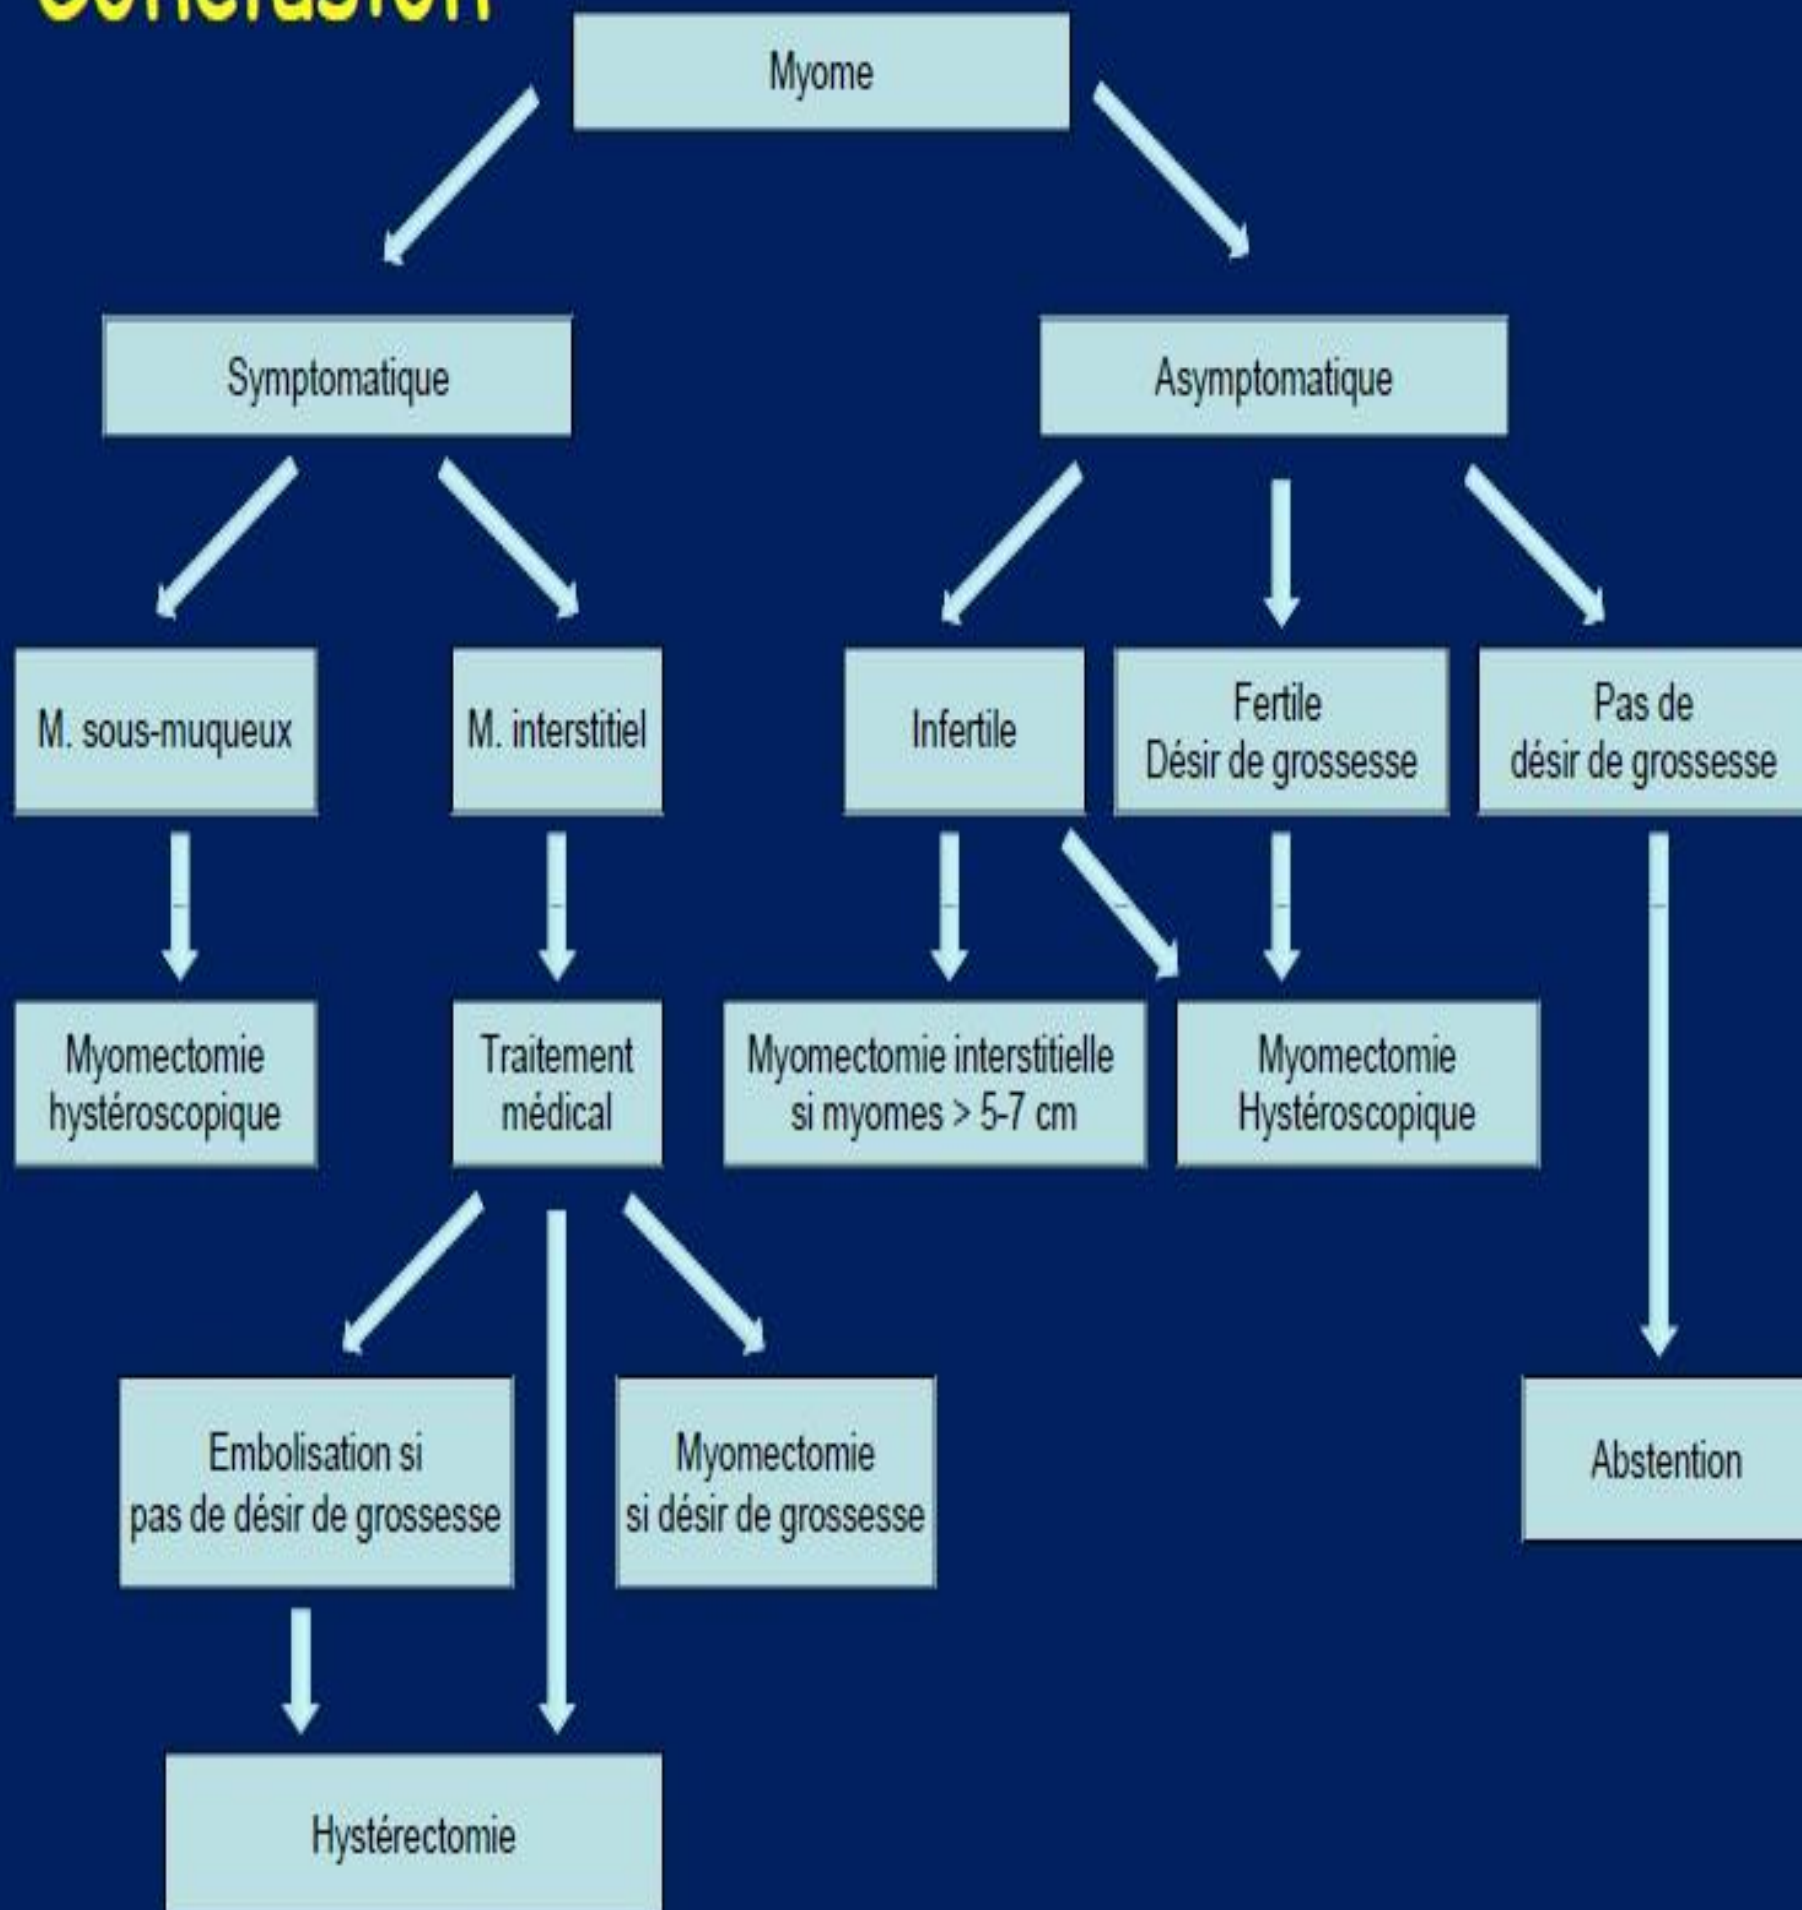 Conclusion
Myome
Symptomatique
Asymptomatique
M. sous-muqueux
M. interstitiel
Infertile
Fertile
Désir de grossesse
Pas de
désir de grossesse
Myomectomie
hystéroscopique
Traitement
médical
Myomectomie interstitielle
si myomes > 5-7 cm
Myomectomie
Hystéroscopique
Embolisation si
pas de désir de grossesse
Myomectomie
si désir de grossesse
Abstention
Hystérectomie